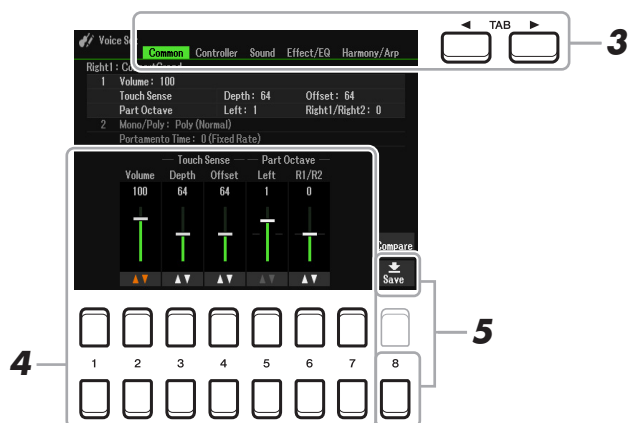 TAB
3
Voice Se
Common Controller Sound Effect/EQ Harmony/Arp
Right1 :
1 Volume : 100
Touch Sense Depth : 64 Offset : 64
Part Octave Left : 1 Right1/Right2 : 0
2 Mono/Poly : Poly (Normal)
Portamento Time : 0 (Fixed Rate)
Touch Sense Part Octave
Volume Depth Offset Left R1/R2
100 64 64 1 0
Compare
Save
5
4
1 2 3 4 5 6 7 8